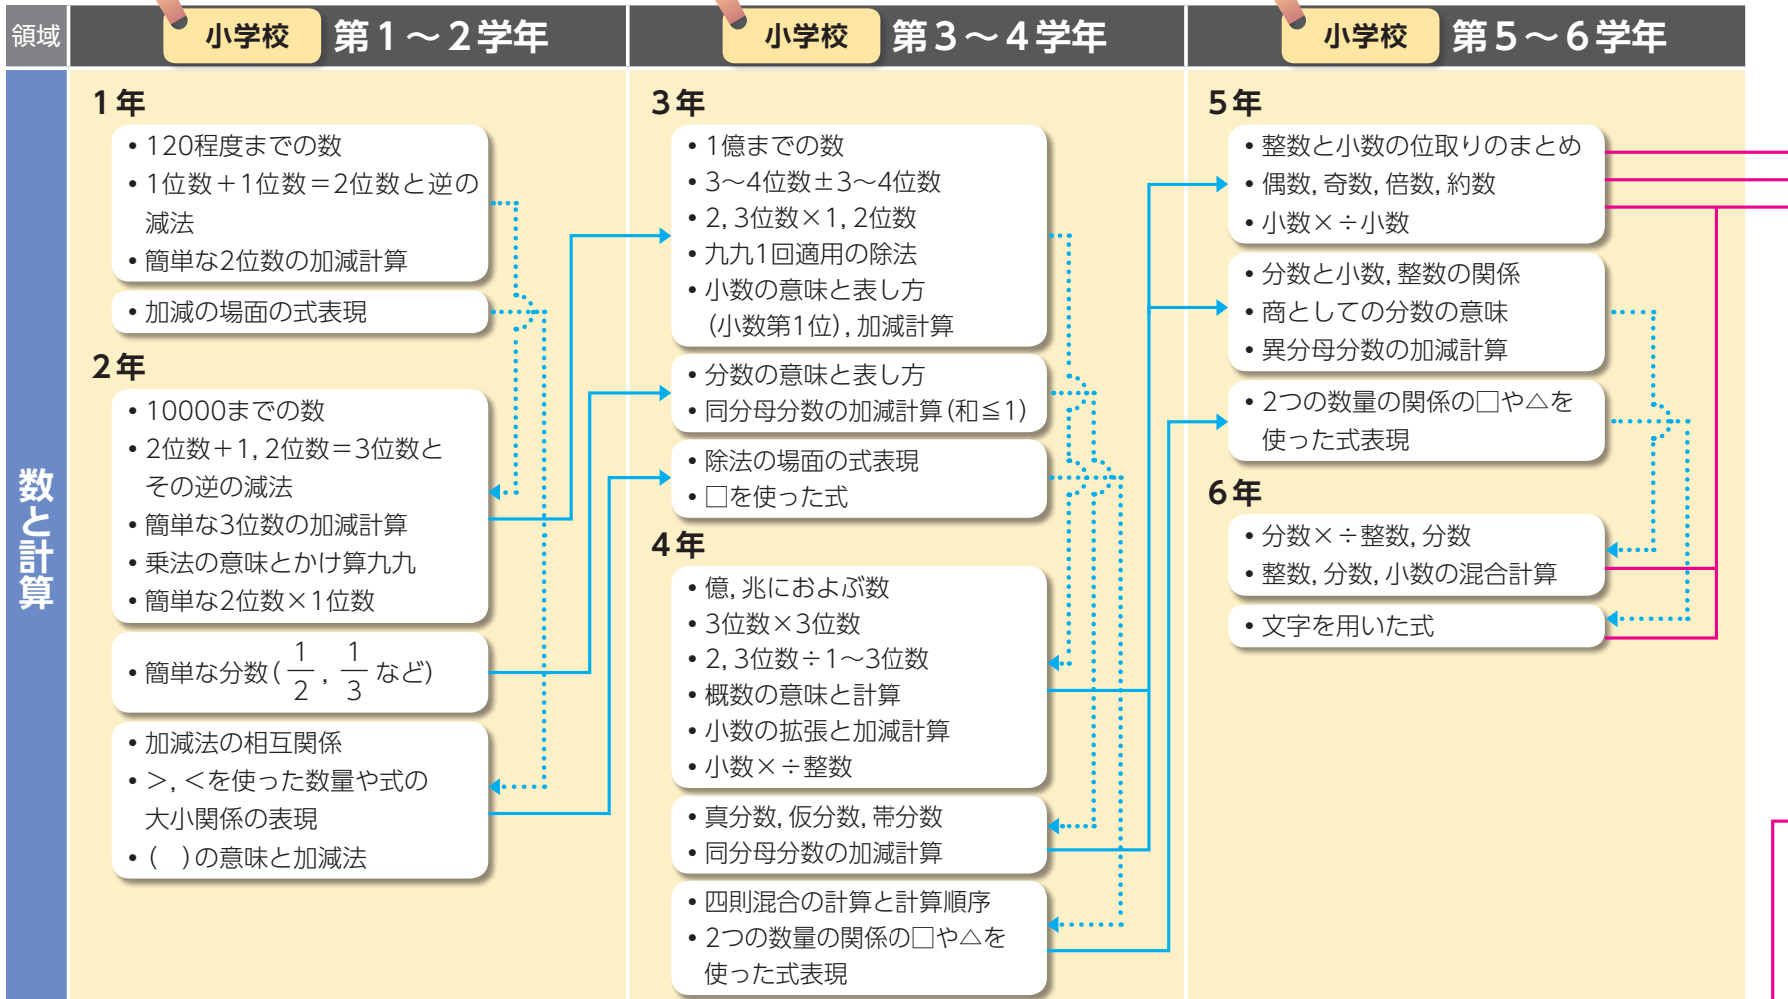 領域
小学校 第1〜2学年
小学校 第3〜4学年
小学校 第5〜6学年
数と計算
1年
• 120程度までの数
• 1位数＋1位数＝2位数と逆の
減法
• 簡単な2位数の加減計算
• 加減の場面の式表現
2年
• 10000までの数
• 2位数＋1, 2位数＝3位数と
その逆の減法
• 簡単な3位数の加減計算
• 乗法の意味とかけ算九九
• 簡単な2位数×1位数
• 簡単な分数( 1/2 , 1/3 など)
• 加減法の相互関係
• ＞, ＜を使った数量や式の
大小関係の表現
• (　)の意味と加減法
3年
• 1億までの数
• 3〜4位数±3〜4位数
• 2, 3位数×1, 2位数
• 九九1回適用の除法
• 小数の意味と表し方
(小数第1位), 加減計算
• 分数の意味と表し方
• 同分母分数の加減計算(和≦1)
• 除法の場面の式表現
• □を使った式
4年
• 億, 兆におよぶ数
• 3位数×3位数
• 2, 3位数÷1〜3位数
• 概数の意味と計算
• 小数の拡張と加減計算
• 小数×÷整数
• 真分数, 仮分数, 帯分数
• 同分母分数の加減計算
• 四則混合の計算と計算順序
• 2つの数量の関係の□や△を
使った式表現
5年
• 整数と小数の位取りのまとめ
• 偶数, 奇数, 倍数, 約数
• 小数×÷小数
• 分数と小数, 整数の関係
• 商としての分数の意味
• 異分母分数の加減計算
• 2つの数量の関係の□や△を
使った式表現
6年
• 分数×÷整数, 分数
• 整数, 分数, 小数の混合計算
• 文字を用いた式